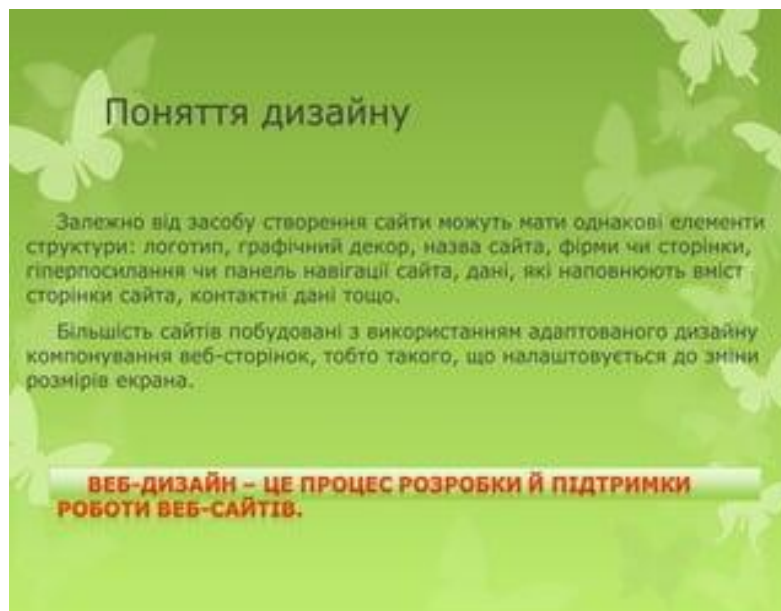 Поняття дизайну
Залежно від засобу створення сайти можуть мати однакові елементи
структури: логотип, графічний декор, назва сайта, фірми чи сторінки,
гіперпосилання чи панель навігації сайта, дані, які наповнюють вміст
сторінки сайта, контактні дані тощо.
Більшість сайтів побудовані з використанням адаптованого дизайну
компонування веб-сторінок, тобто такого, що налаштовується до зміни
розмірів екрана.
ВЕБ-ДИЗАЙН – ЦЕ ПРОЦЕС РОЗРОБКИ Й ПІДТРИМКИ
РОБОТИ ВЕБ-САЙТІВ.